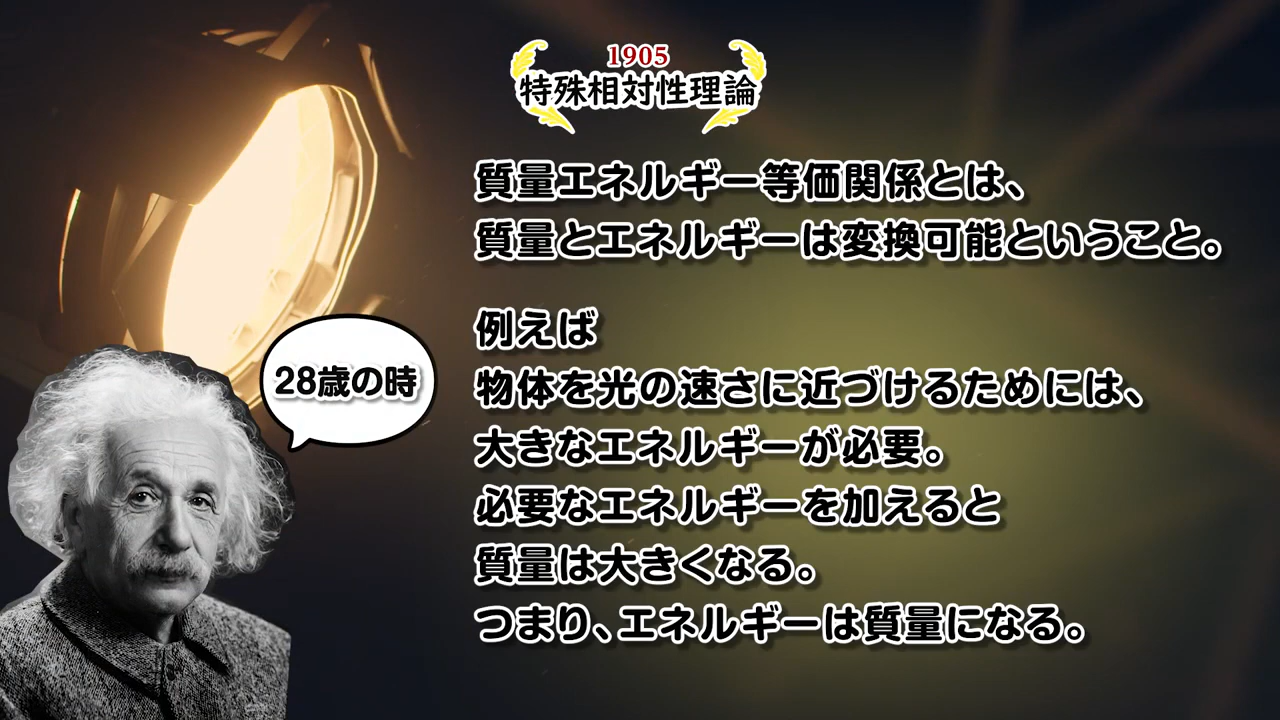 1905
特殊相対性理論
質量エネルギー等価関係とは、
質量とエネルギーは変換可能ということ。
例えば
物体を光の速さに近づけるためには、
大きなエネルギーが必要。
必要なエネルギーを加えると
質量は大きくなる。
つまり、エネルギーは質量になる。
28歳の時